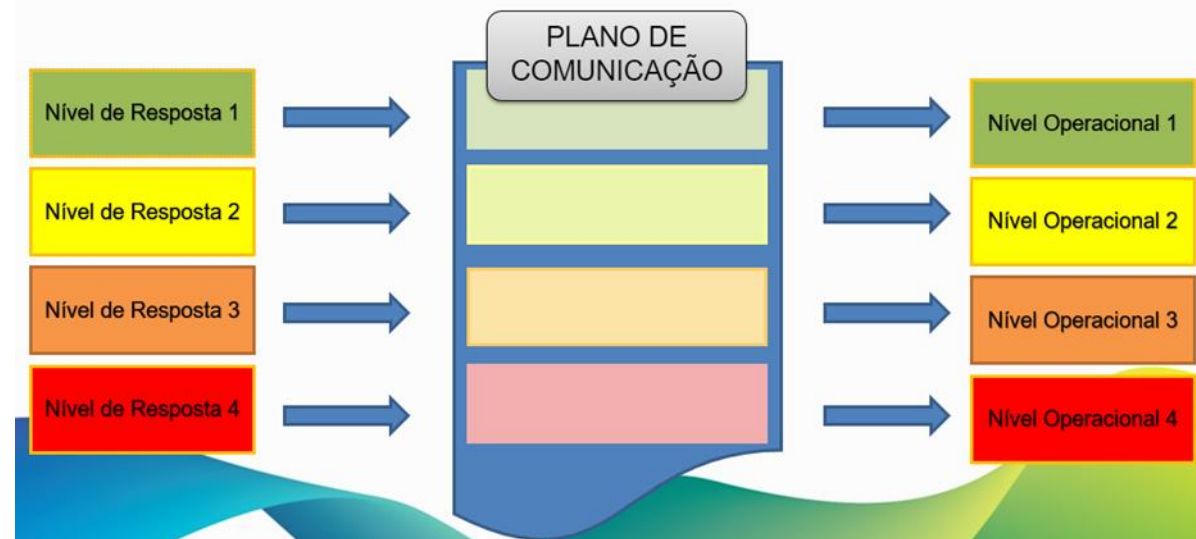 PLANO DE
COMUNICAÇÃO
Nível de Resposta 1
Nível Operacional 1
Nível de Resposta 2
Nível Operacional 2
Nível de Resposta 3
Nível Operacional 3
Nível de Resposta 4
Nível Operacional 4